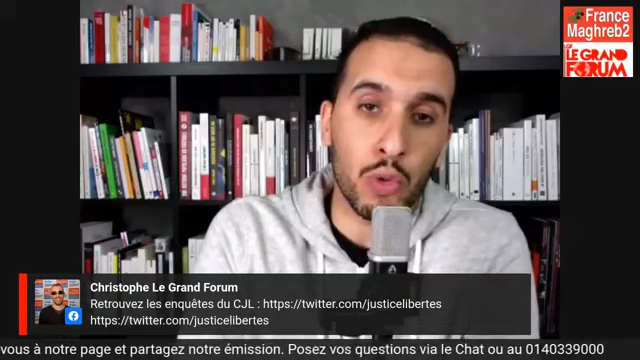 France
Maghreb2
LE GRAND
FORUM
Christophe Le Grand Forum
Retrouvez les enquêtes du CJL : https://twitter.com/justicelibertes
https://twitter.com/justicelibertes
vous à notre page et partagez notre émission. Posez vos questions via le Chat ou au 0140339000